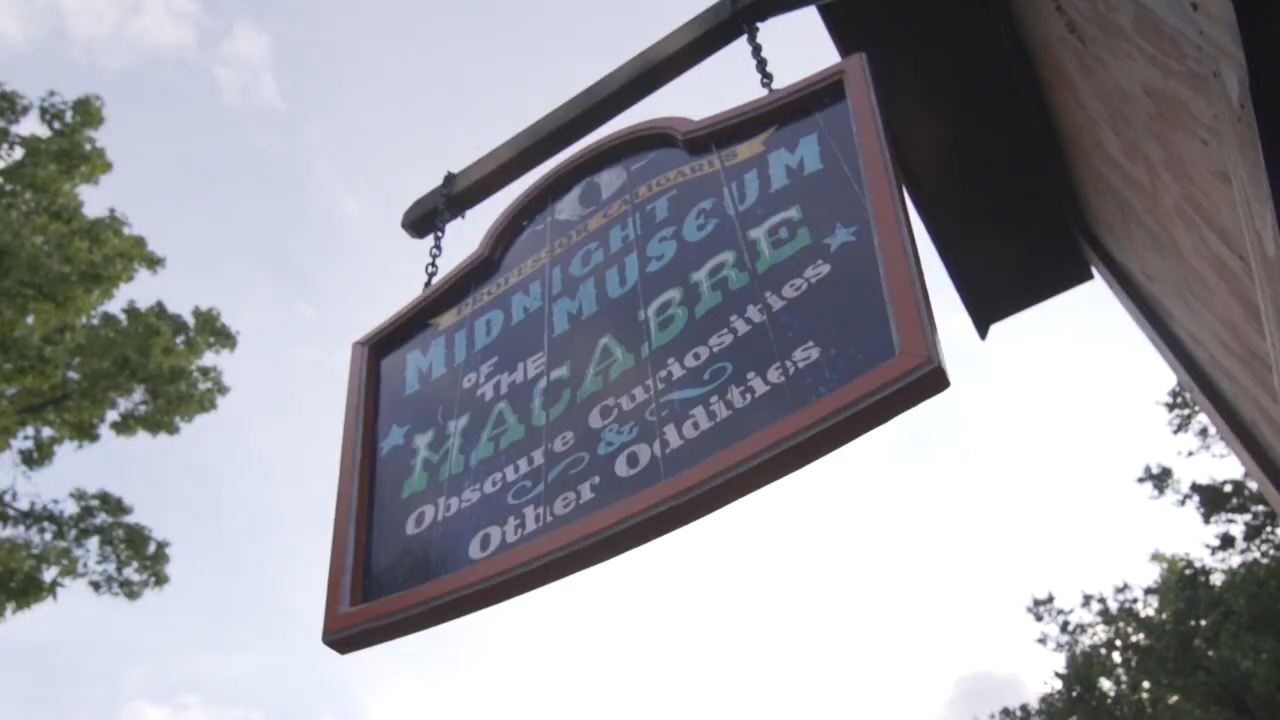 PROFESSOR CALIGARI'S
MIDNIGHT
MUSEUM
OF
THE
MACABRE
Obscure Curiosities
&
Other Oddities